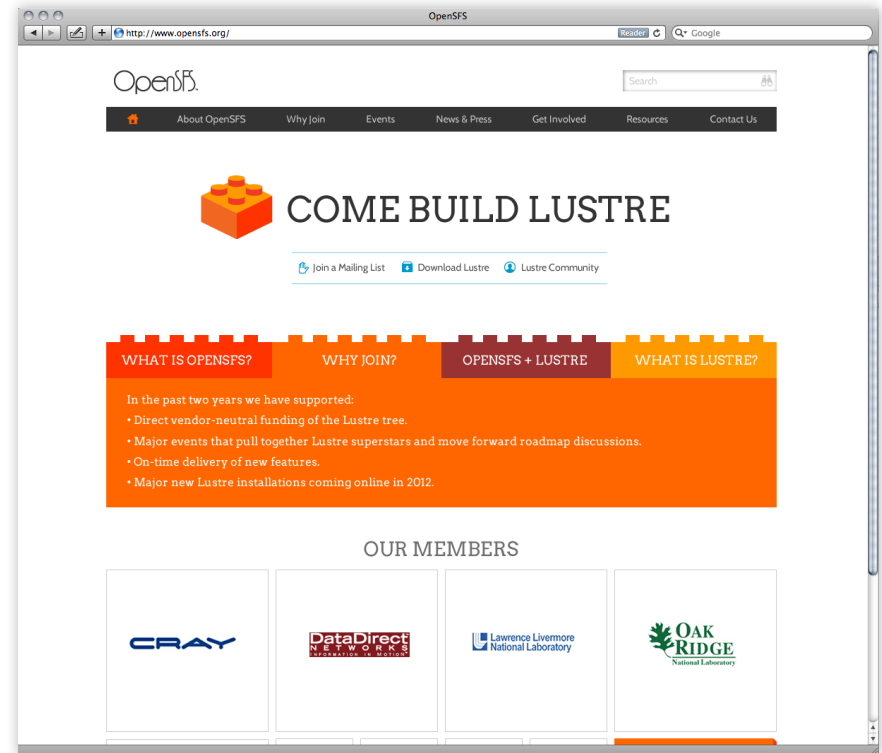 OpenSFS
http://www.opensfs.org/
Reader
Google
OpenSFS.
Search
About OpenSFS
Why Join
Events
News & Press
Get Involved
Resources
Contact Us
COME BUILD LUSTRE
Join a Mailing List
Download Lustre
Lustre Community
WHAT IS OPENSFS?
WHY JOIN?
OPENSFS + LUSTRE
WHAT IS LUSTRE?
In the past two years we have supported:
• Direct vendor-neutral funding of the Lustre tree.
• Major events that pull together Lustre superstars and move forward roadmap discussions.
• On-time delivery of new features.
• Major new Lustre installations coming online in 2012.
OUR MEMBERS
CRAY
DataDirect
NETWORKS
INFORMATION IN MOTION
Lawrence Livermore
National Laboratory
OAK
RIDGE
National Laboratory